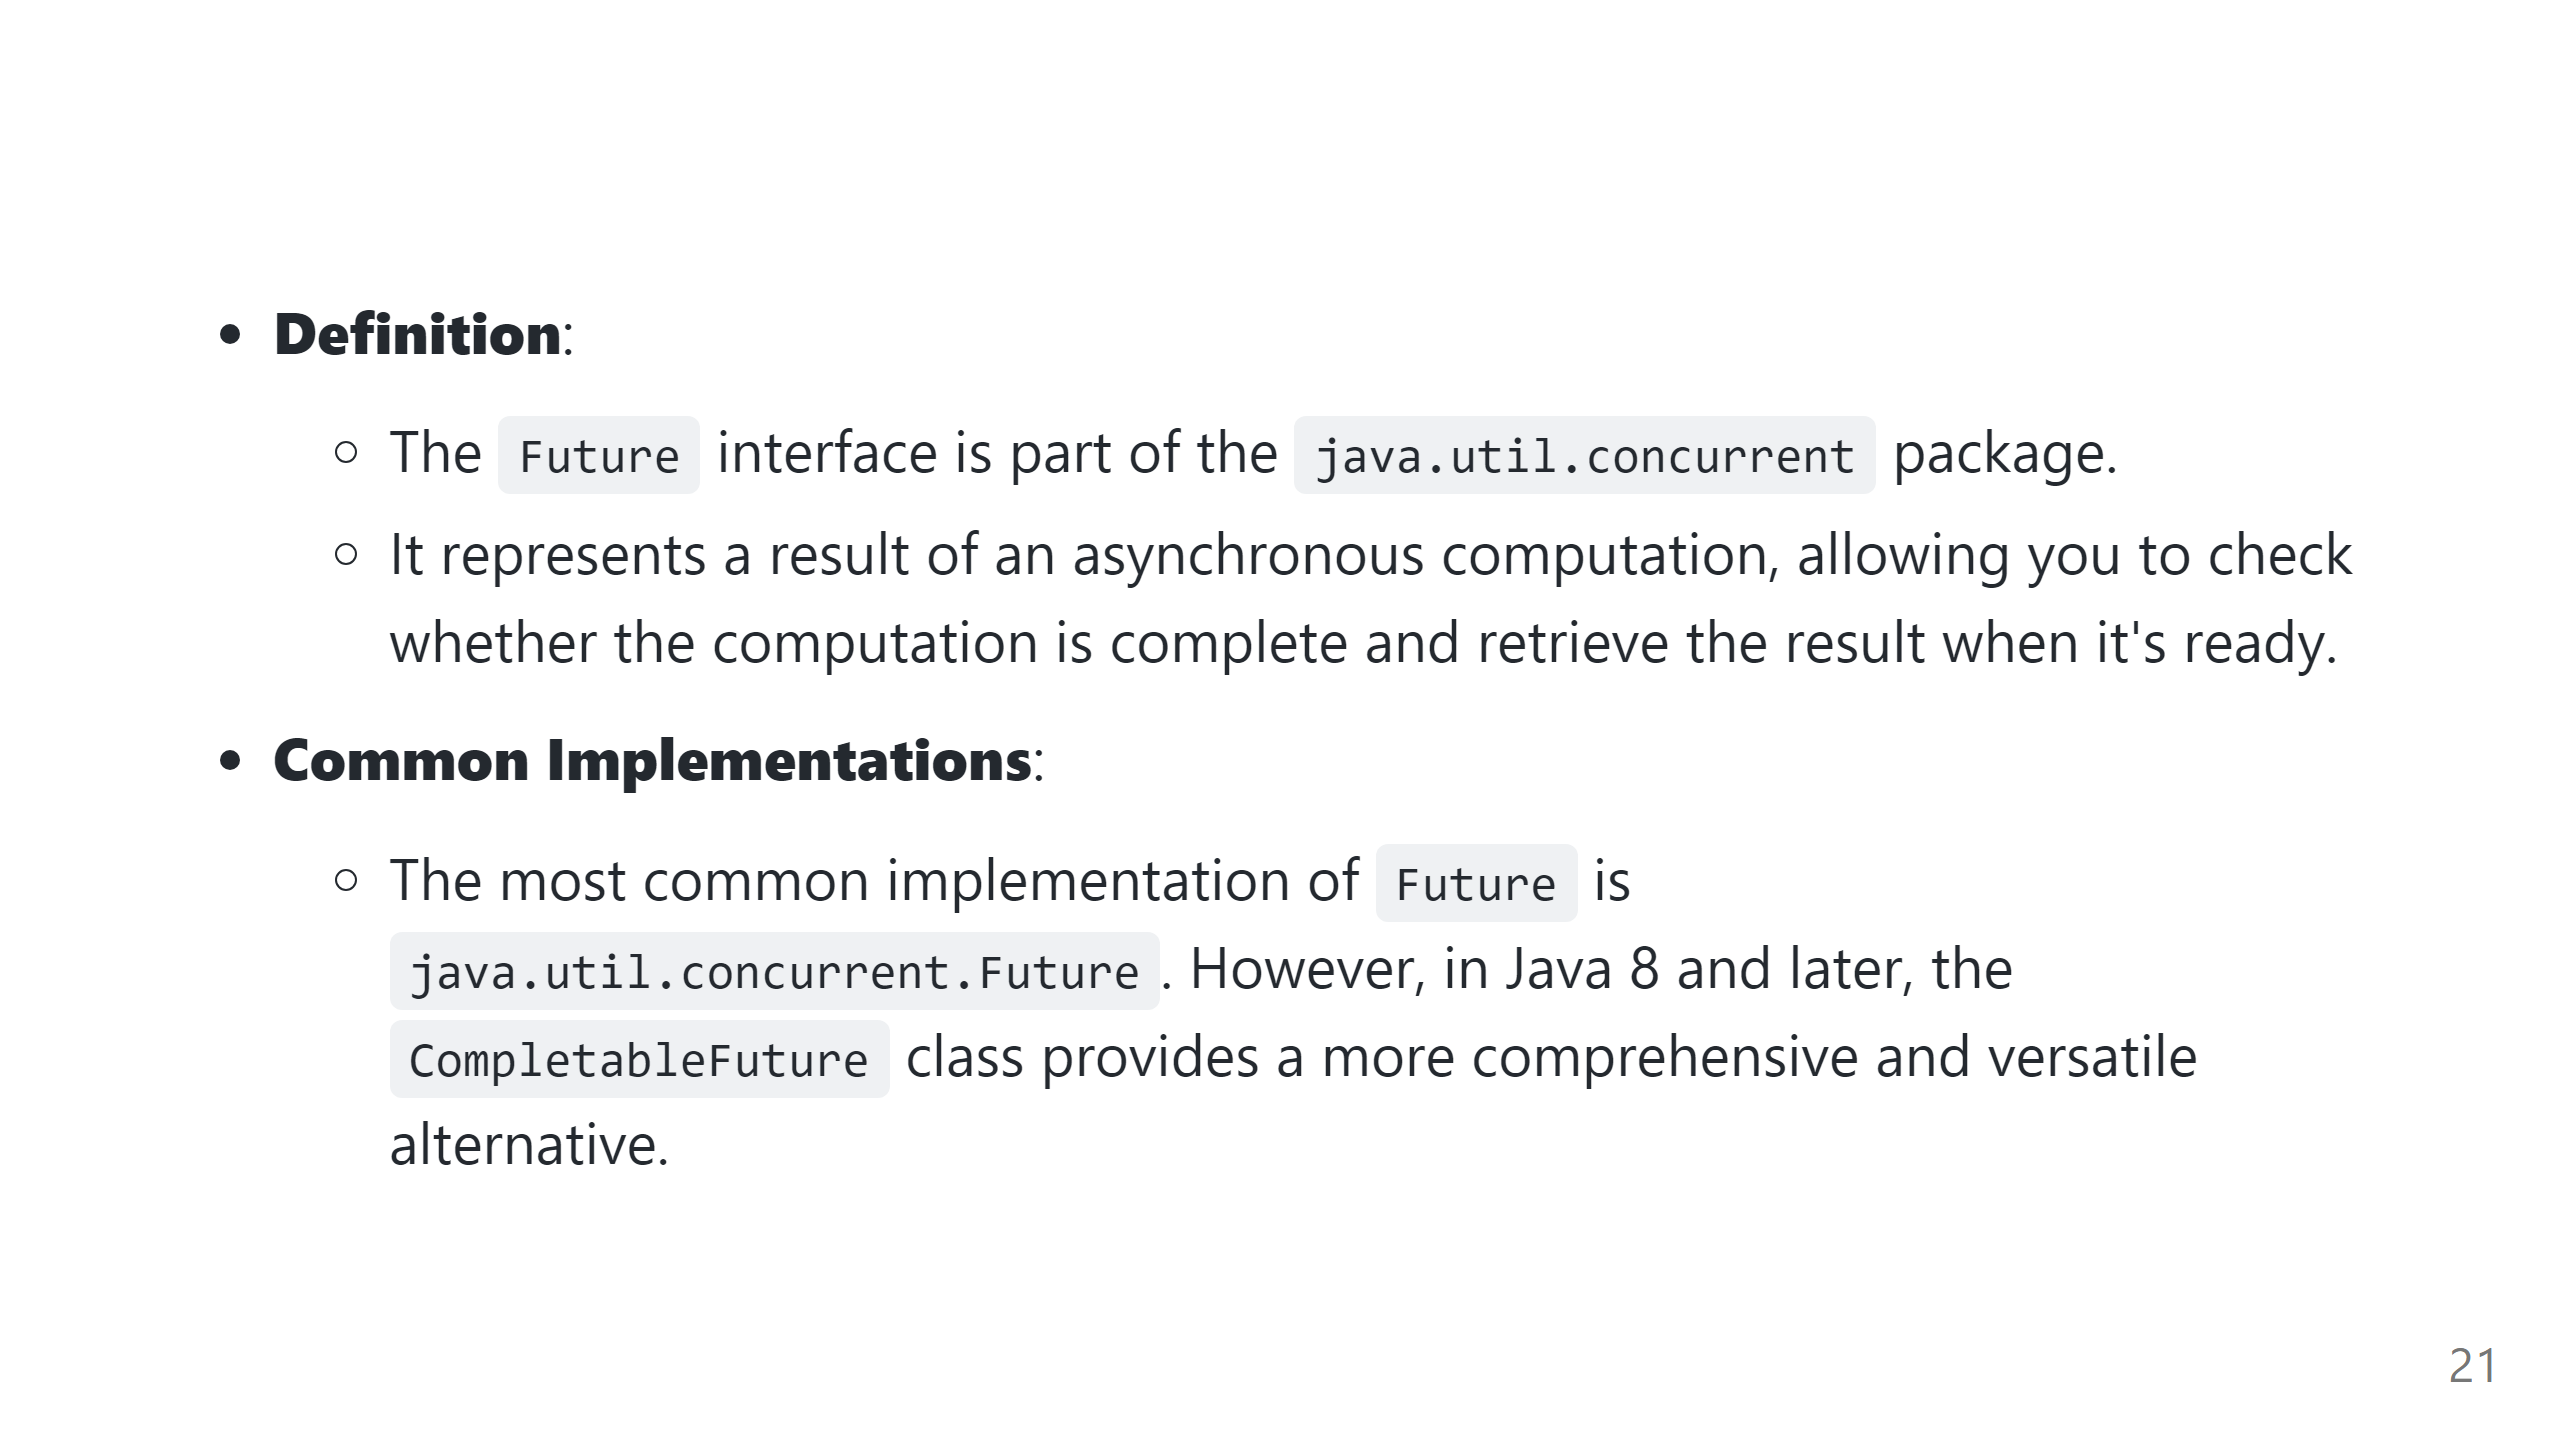 Definition:
The Future interface is part of the java.util.concurrent package.
It represents a result of an asynchronous computation, allowing you to check
whether the computation is complete and retrieve the result when it's ready.
Common Implementations:
The most common implementation of Future is
java.util.concurrent.Future. However, in Java 8 and later, the
CompletableFuture class provides a more comprehensive and versatile
alternative.
21